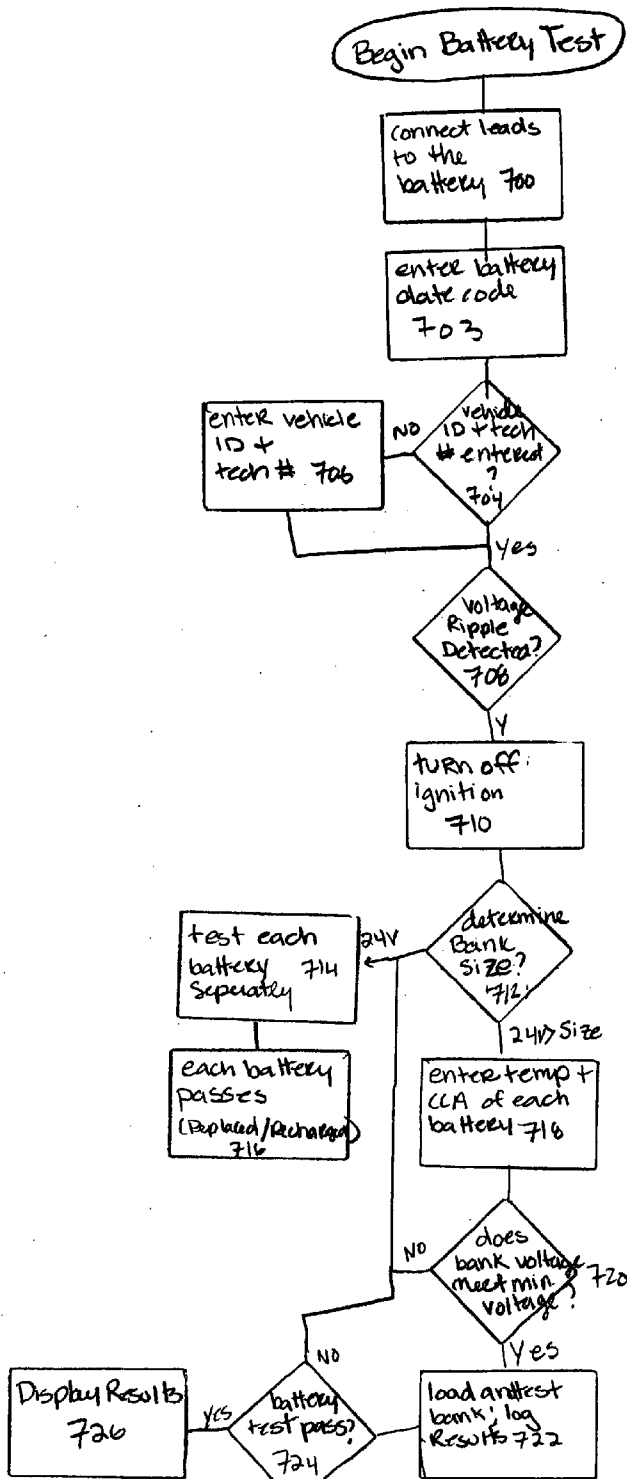 Begin Battery Test
connect leads
to the
battery 700
enter battery
date code
703
vehicle
ID + tech
# entered
?
704
NO
enter vehicle
ID +
tech # 706
Yes
voltage
Ripple
Detected?
708
Y
turn off
ignition
710
determine
Bank
Size?
712
24V
test each
battery 714
seperatly
each battery
passes
(Replaced/Recharged)
716
24V> Size
enter temp +
CCA of each
battery 718
does
bank voltage
meet min.
voltage?
720
NO
Yes
load and test
bank; log
Results 722
battery
test pass?
724
NO
yes
Display Results
726